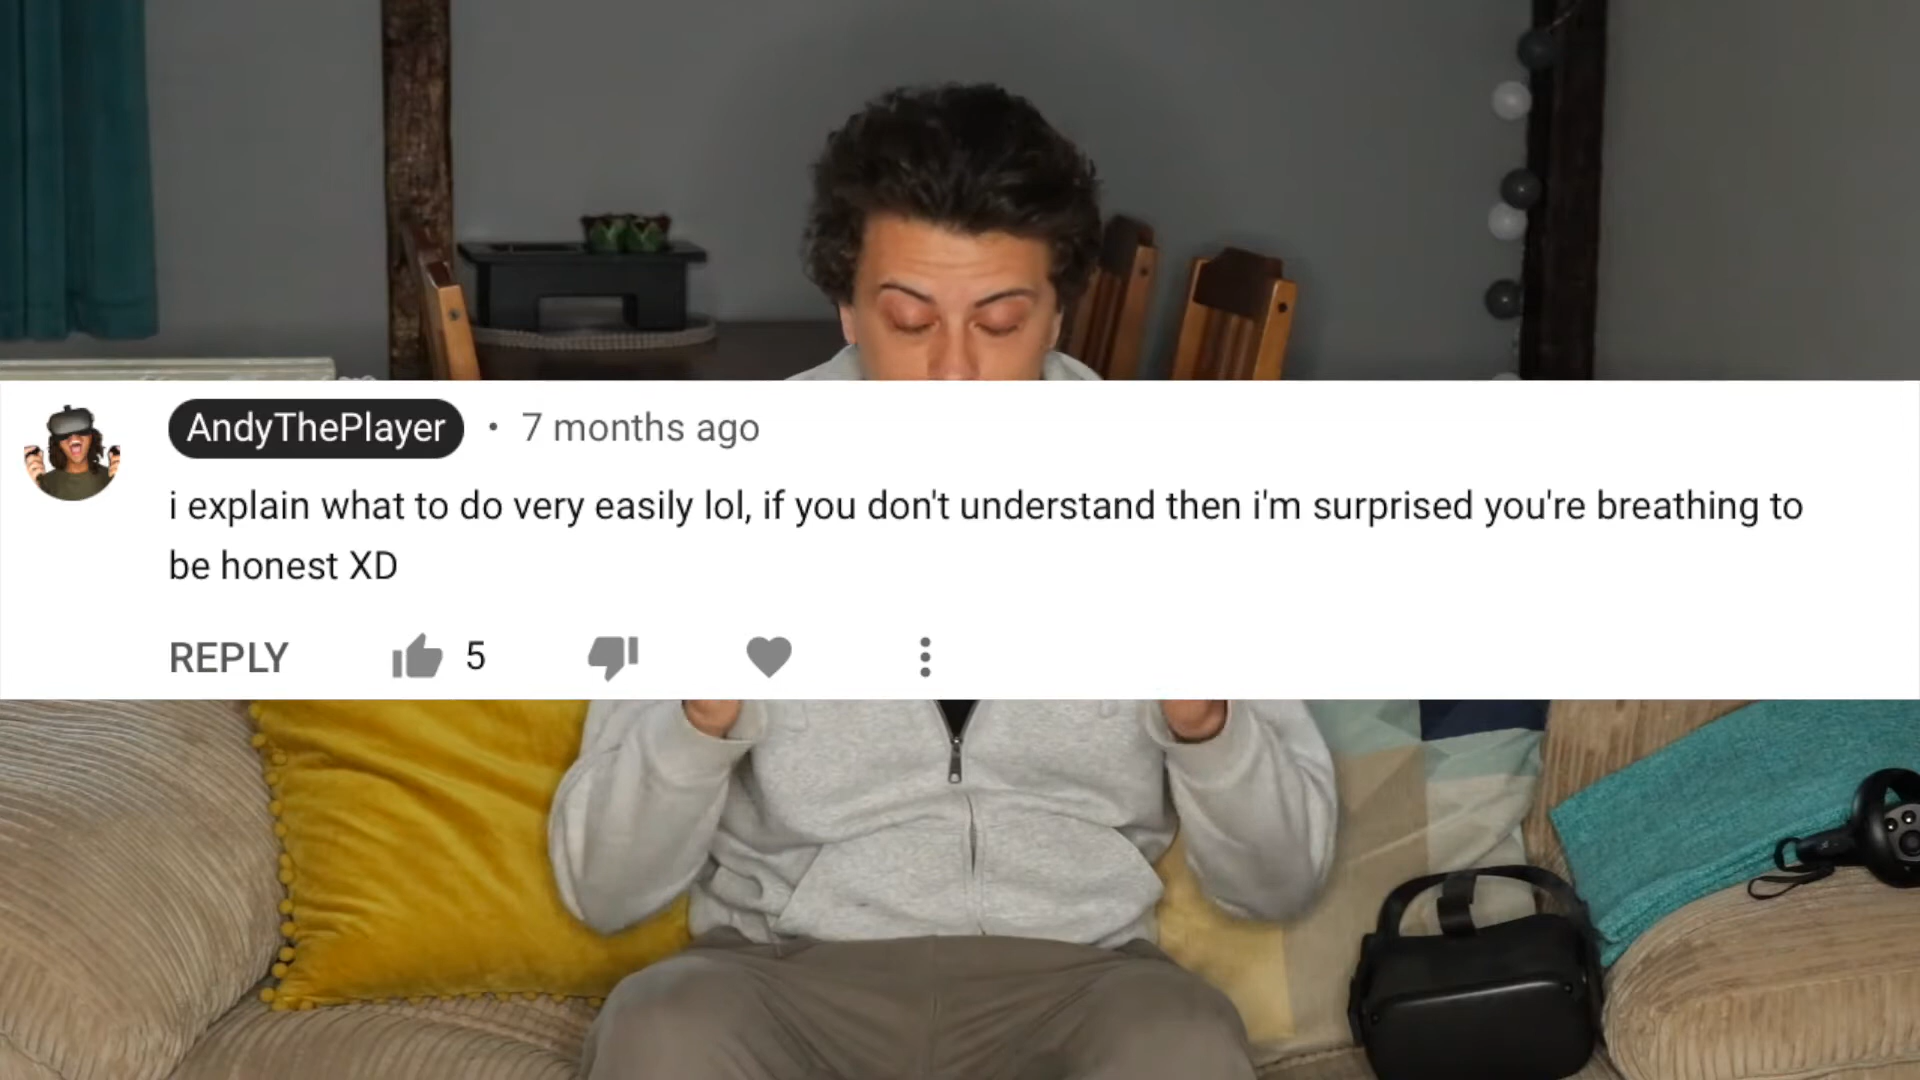 AndyThePlayer • 7 months ago
i explain what to do very easily lol, if you don't understand then i'm surprised you're breathing to
be honest XD
REPLY 5